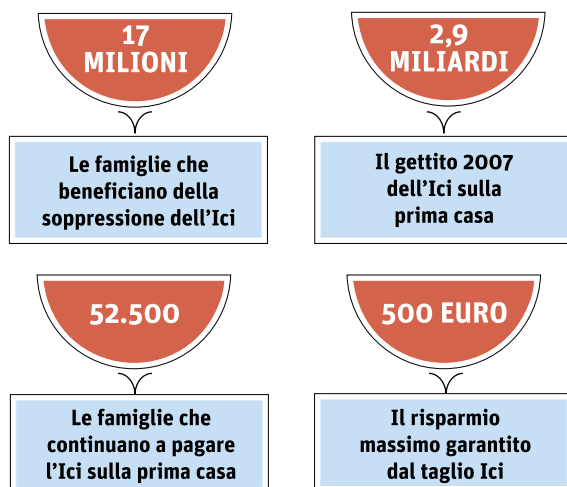 17
MILIONI
Le famiglie che
beneficiano della
soppressione dell'Ici
2,9
MILIARDI
Il gettito 2007
dell'Ici sulla
prima casa
52.500
Le famiglie che
continuano a pagare
l'Ici sulla prima casa
500 EURO
Il risparmio
massimo garantito
dal taglio Ici